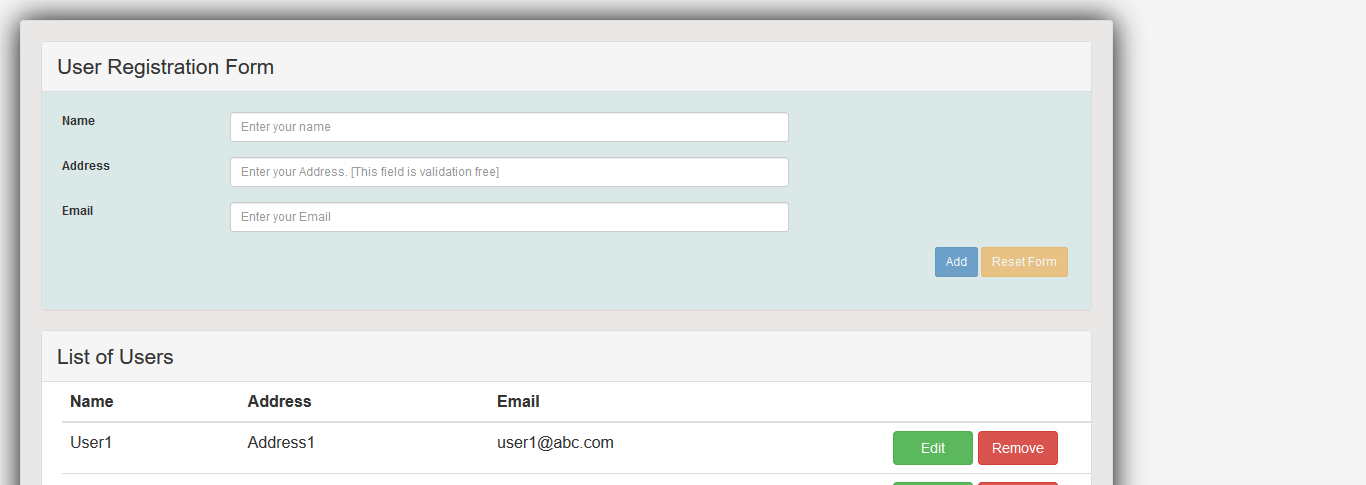 User Registration Form
Name
Enter your name
Address
Enter your Address. [This field is validation free]
Email
Enter your Email
Add Reset Form
List of Users
Name Address Email
User1 Address1 user1@abc.com Edit Remove